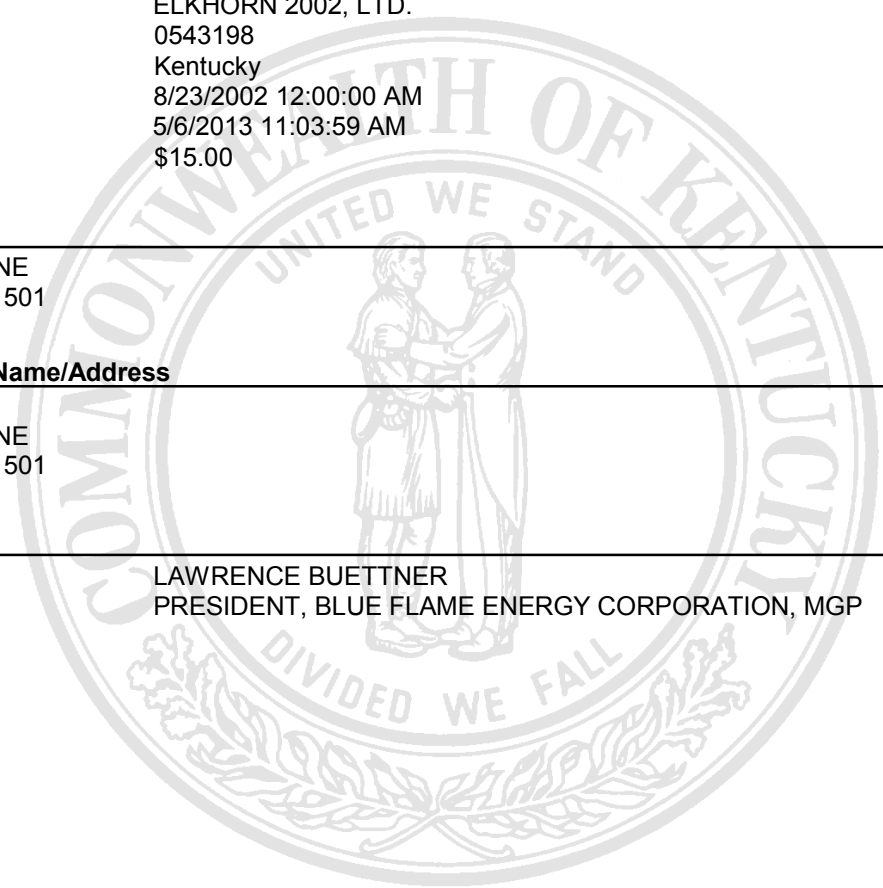 ELKHORN 2002, LTD.
0543198
Kentucky
8/23/2002 12:00:00 AM
5/6/2013 11:03:59 AM
$15.00
COMMONWEALTH OF KENTUCKY
UNITED WE STAND
NE
501
Name/Address
NE
501
LAWRENCE BUETTNER
PRESIDENT, BLUE FLAME ENERGY CORPORATION, MGP
DIVIDED WE FALL